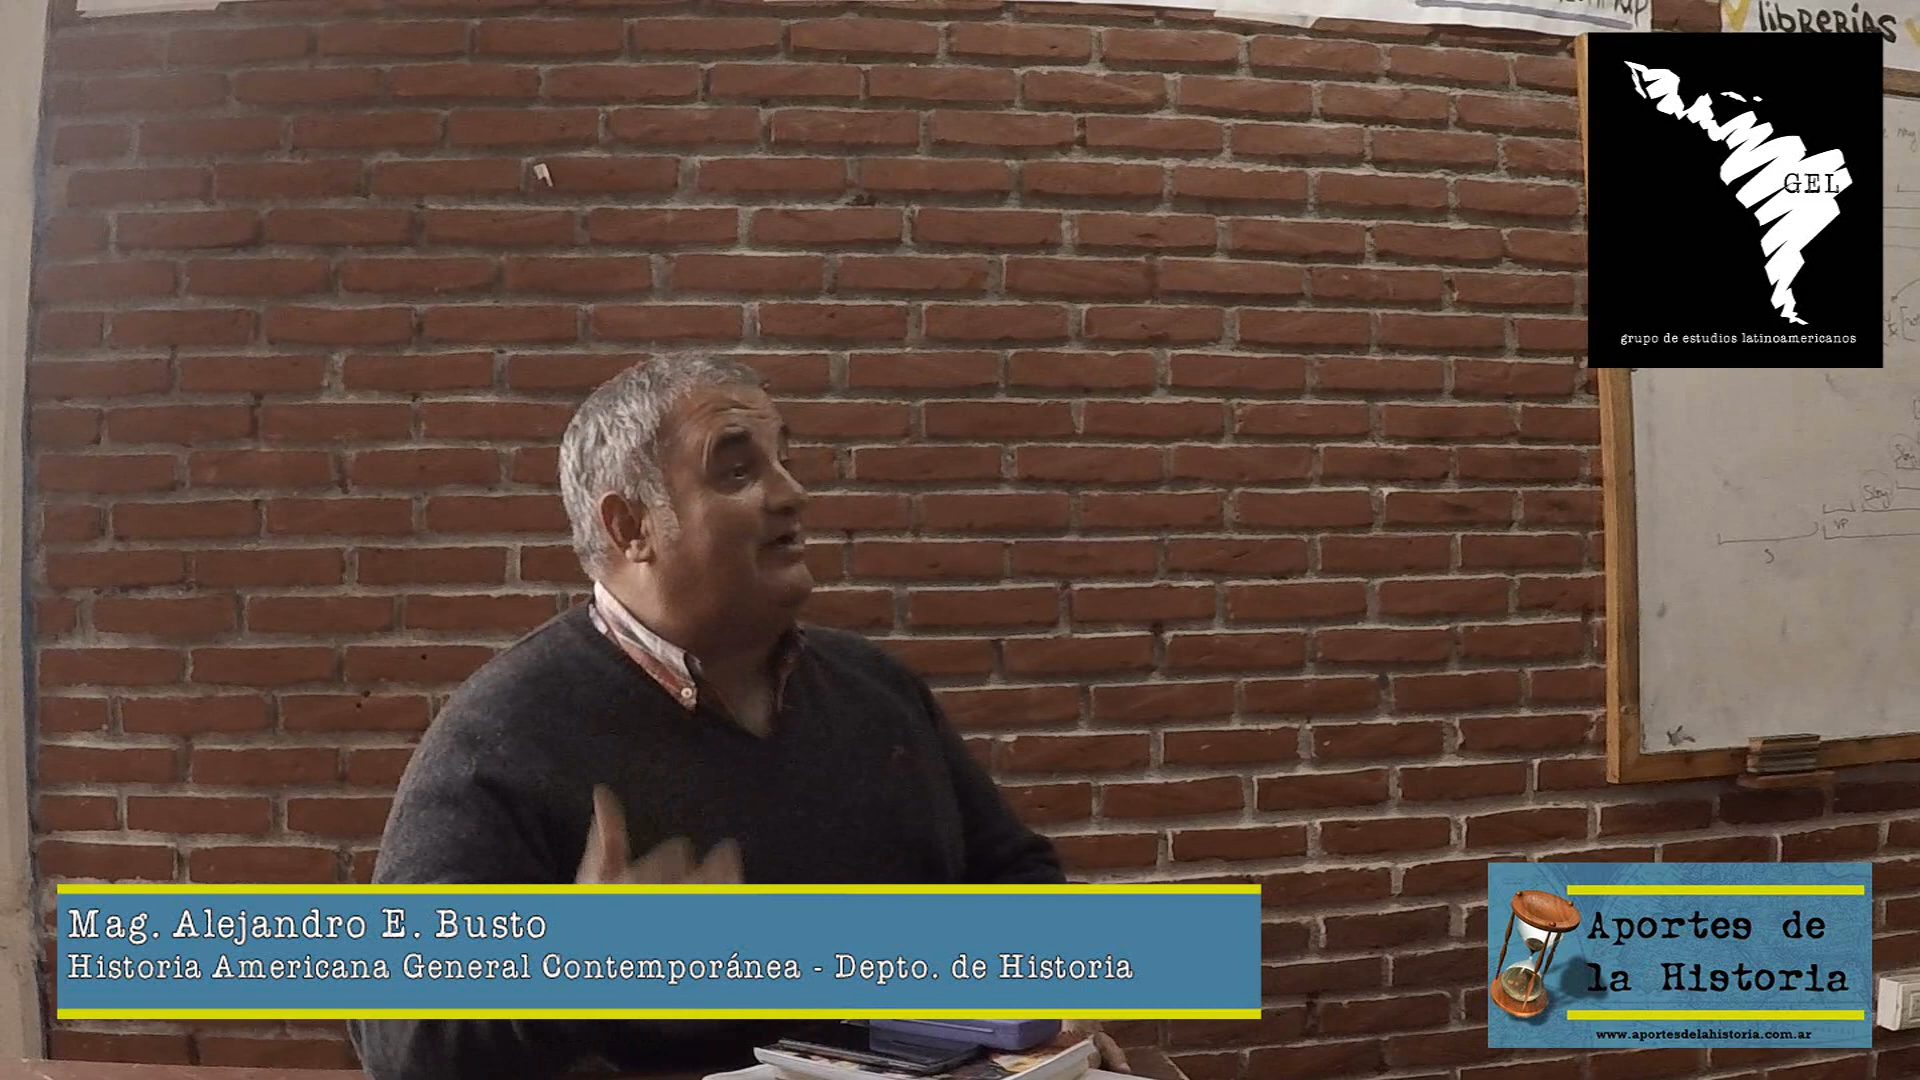 librerías
GEL
grupo de estudios latinoamericanos
S
VP
Mag. Alejandro E. Busto
Historia Americana General Contemporánea - Depto. de Historia
Aportes de
la Historia
www.aportesdelahistoria.com.ar